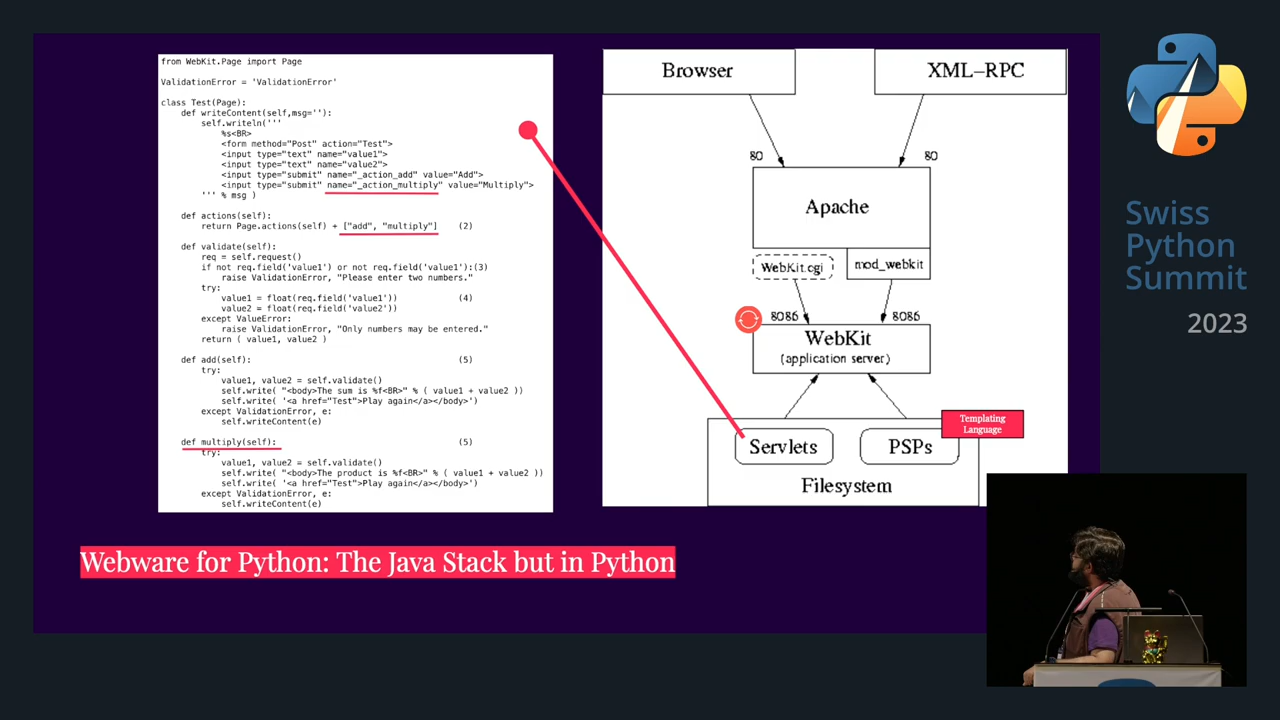 from WebKit.Page import Page
ValidationError = 'ValidationError'
class Test(Page):
def writeContent(self,msg=''):
self.writeln('''
%s<BR>
<form method="Post" action="Test">
<input type="text" name="value1">
<input type="text" name="value2">
<input type="submit" name="_action_add" value="Add">
<input type="submit" name="_action_multiply" value="Multiply">
''' % msg )
def actions(self):
return Page.actions(self) + ["add", "multiply"] (2)
def validate(self):
req = self.request()
if not req.field('value1') or not req.field('value1'):(3)
raise ValidationError, "Please enter two numbers."
try:
value1 = float(req.field('value1')) (4)
value2 = float(req.field('value2'))
except ValueError:
raise ValidationError, "Only numbers may be entered."
return ( value1, value2 )
def add(self): (5)
try:
value1, value2 = self.validate()
self.write( "<body>The sum is %f<BR>" % ( value1 + value2 ))
self.write( '<a href="Test">Play again</a></body>')
except ValidationError, e:
self.writeContent(e)
def multiply(self): (5)
try:
value1, value2 = self.validate()
self.write( "<body>The product is %f<BR>" % ( value1 + value2 ))
self.write( '<a href="Test">Play again</a></body>')
except ValidationError, e:
self.writeContent(e)
Browser
XML–RPC
80
80
Apache
WebKit.cgi
mod_webkit
8086
8086
WebKit
(application server)
Templating
Language
Servlets
PSPs
Filesystem
Webware for Python: The Java Stack but in Python
Swiss
Python
Summit
2023